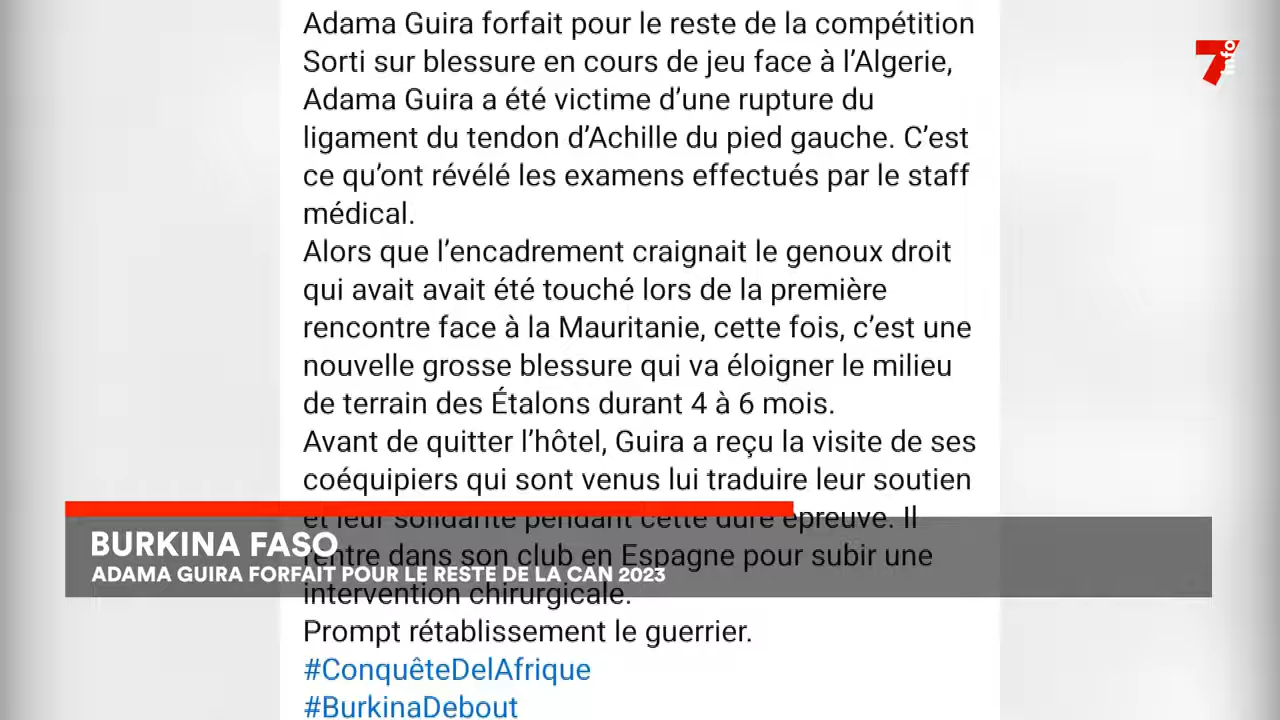 Adama Guira forfait pour le reste de la compétition
Sorti sur blessure en cours de jeu face à l’Algerie,
Adama Guira a été victime d’une rupture du
ligament du tendon d’Achille du pied gauche. C’est
ce qu’ont révélé les examens effectués par le staff
médical.
Alors que l’encadrement craignait le genoux droit
qui avait avait été touché lors de la première
rencontre face à la Mauritanie, cette fois, c’est une
nouvelle grosse blessure qui va éloigner le milieu
de terrain des Étalons durant 4 à 6 mois.
Avant de quitter l’hôtel, Guira a reçu la visite de ses
coéquipiers qui sont venus lui traduire leur soutien
et leur solidarité pendant cette dure épreuve. Il
rentre dans son club en Espagne pour subir une
intervention chirurgicale.
Prompt rétablissement le guerrier.
#ConquêteDelAfrique
#BurkinaDebout
BURKINA FASO
ADAMA GUIRA FORFAIT POUR LE RESTE DE LA CAN 2023
7info